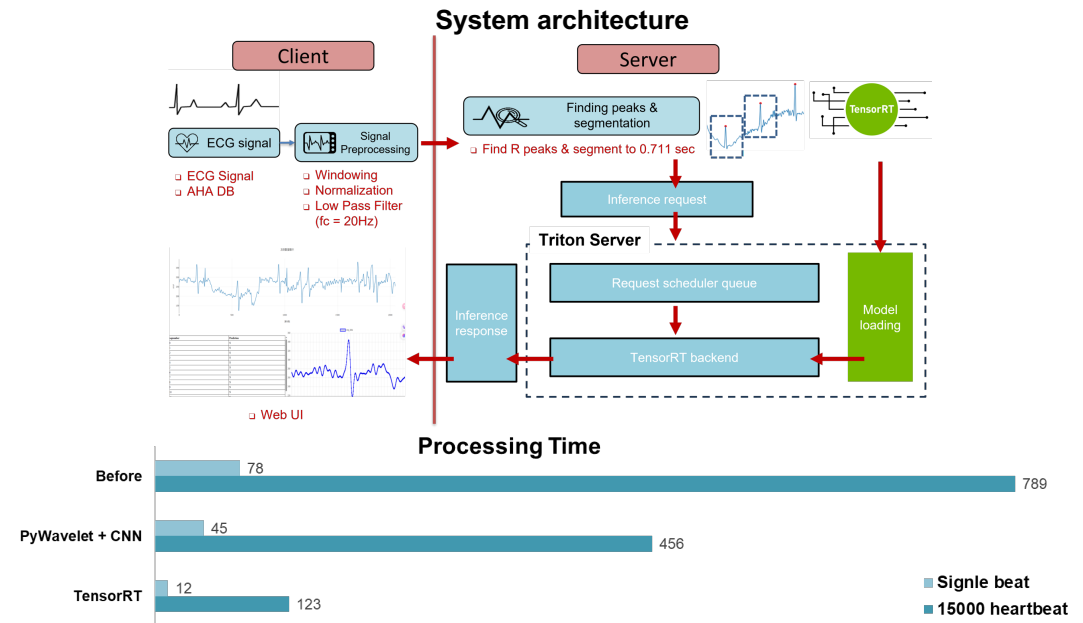 System architecture
Client
Server
ECG signal
Signal
Preprocessing
❑ ECG Signal
❑ AHA DB
❑ Windowing
❑ Normalization
❑ Low Pass Filter
(fc = 20Hz)
Finding peaks &
segmentation
❑ Find R peaks & segment to 0.711 sec
TensorRT
Inference request
Triton Server
Request scheduler queue
TensorRT backend
Model
loading
Inference
response
❑ Web UI
Processing Time
Before
78
789
PyWavelet + CNN
45
456
TensorRT
12
123
Signle beat
15000 heartbeat